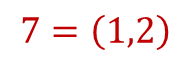 7 = (1,2)